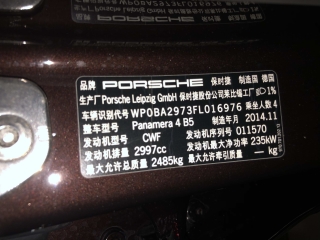 品牌 PORSCHE 保时捷 制造国 德国
生产厂 Porsche Leipzig GmbH 保时捷股份公司莱比锡工厂 1%
车辆识别代号 WP0BA2973FL016976 乘坐人数 4
整车型号 Panamera 4 B5 制造年月 2014.11
发动机型号 CWF 发动机号 011570
发动机排量 2997cc 发动机最大净功率 235kW
最大允许总质量 2485kg
最大允许牵引质量 — kg